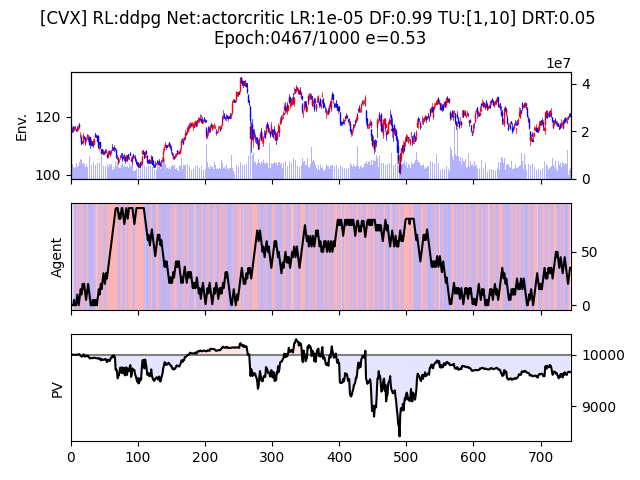 [CVX] RL:ddpg Net:actorcritic LR:1e-05 DF:0.99 TU:[1,10] DRT:0.05
Epoch:0467/1000 e=0.53
1e7
Env.
120
100
4
2
0
Agent
50
0
PV
10000
9000
0 100 200 300 400 500 600 700